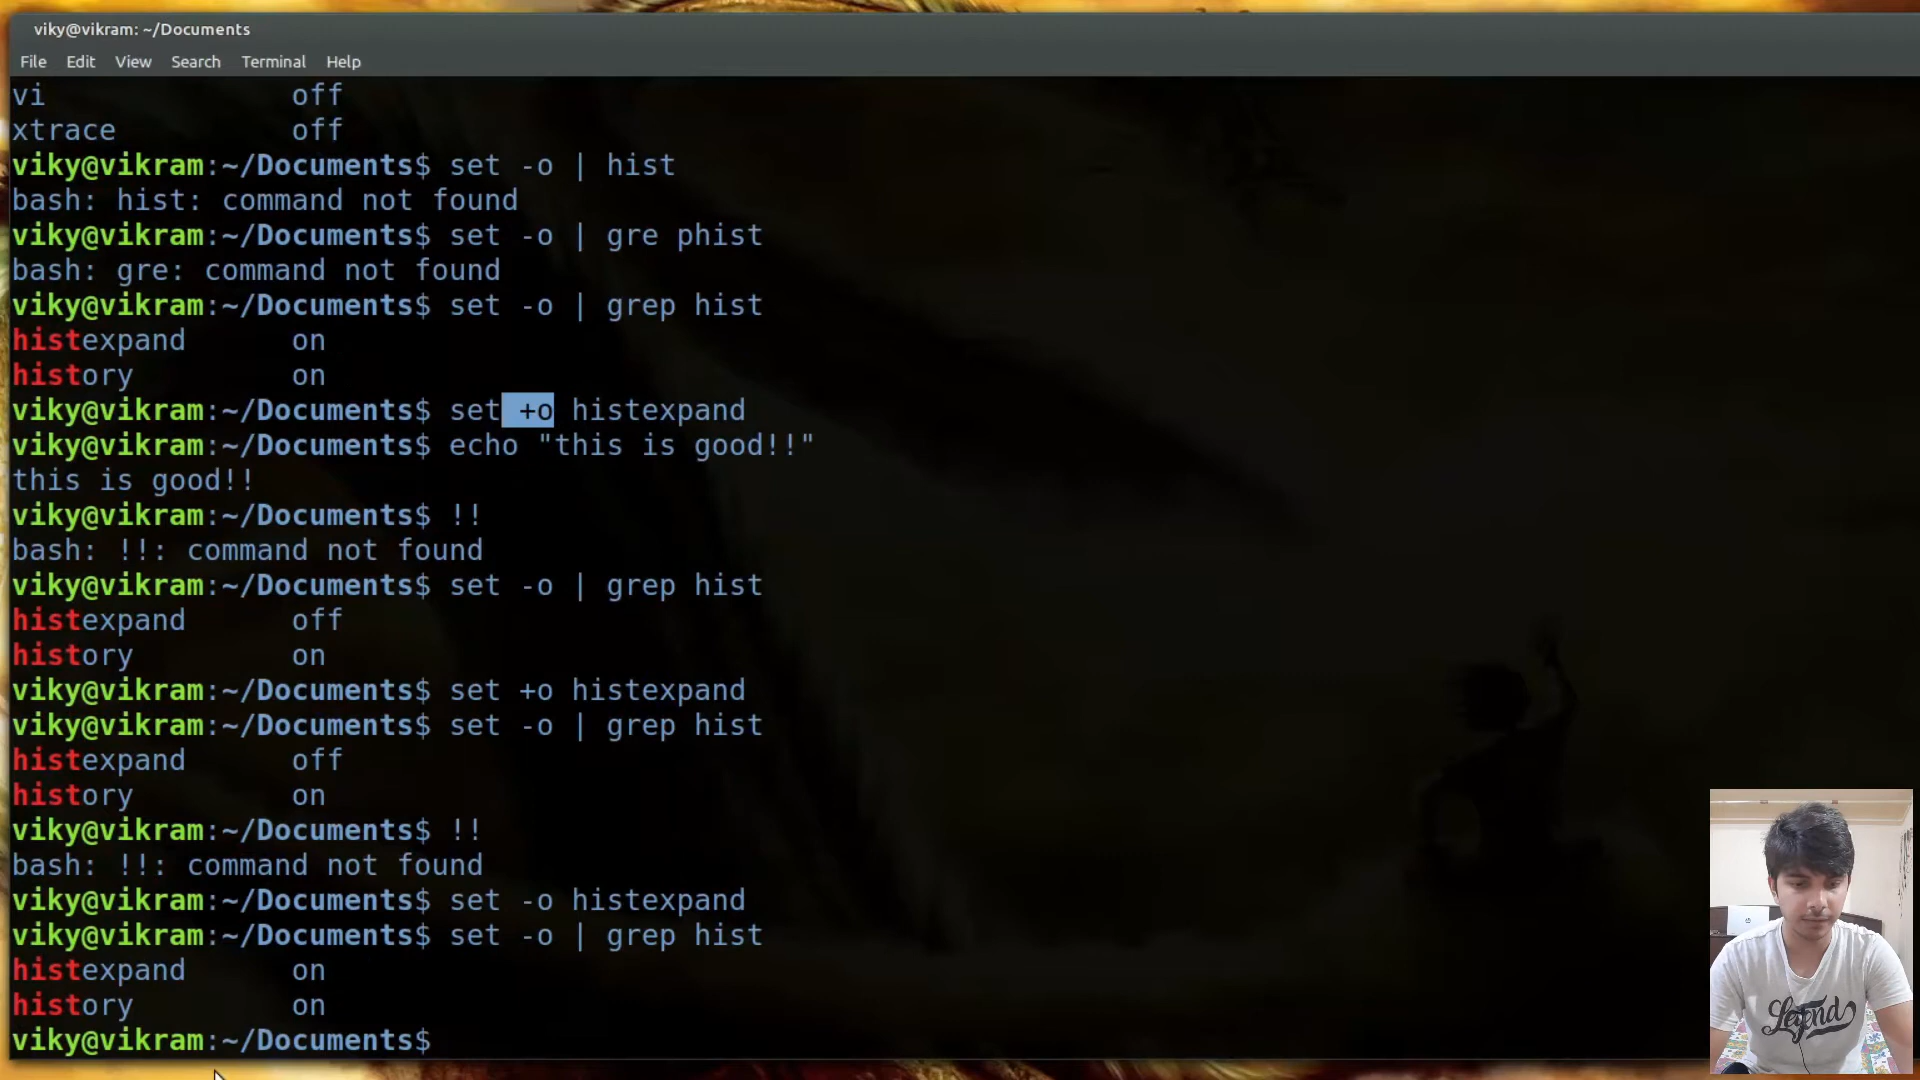 viky@vikram: ~/Documents
File Edit View Search Terminal Help
vi off
xtrace off
viky@vikram:~/Documents$ set -o | hist
bash: hist: command not found
viky@vikram:~/Documents$ set -o | gre phist
bash: gre: command not found
viky@vikram:~/Documents$ set -o | grep hist
histexpand on
history on
viky@vikram:~/Documents$ set +o histexpand
viky@vikram:~/Documents$ echo "this is good!!"
this is good!!
viky@vikram:~/Documents$ !!
bash: !!: command not found
viky@vikram:~/Documents$ set -o | grep hist
histexpand off
history on
viky@vikram:~/Documents$ set +o histexpand
viky@vikram:~/Documents$ set -o | grep hist
histexpand off
history on
viky@vikram:~/Documents$ !!
bash: !!: command not found
viky@vikram:~/Documents$ set -o histexpand
viky@vikram:~/Documents$ set -o | grep hist
histexpand on
history on
viky@vikram:~/Documents$
Legend